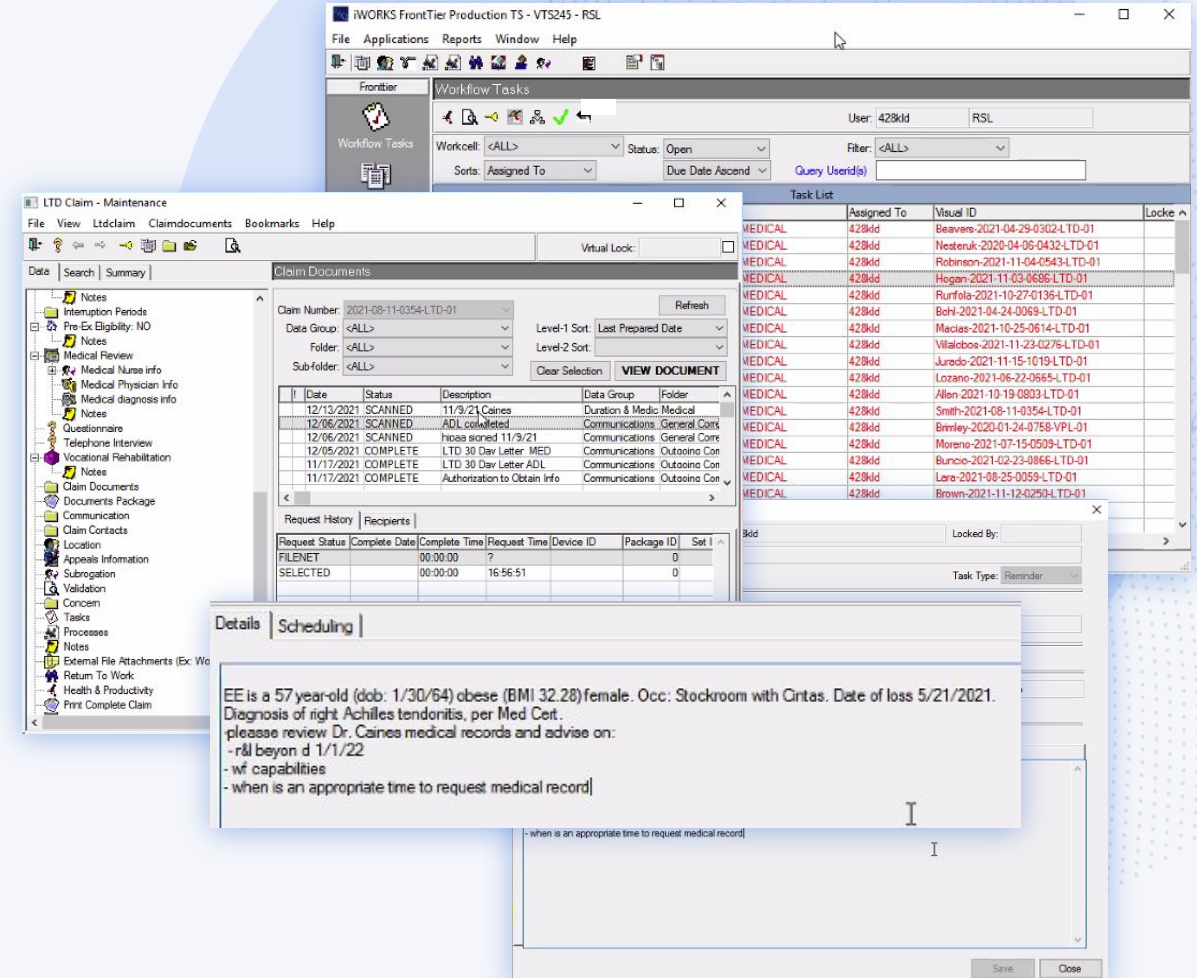 iWORKS FrontTier Production TS - VTS245 - RSL
File Applications Reports Window Help
Fronttier
Workflow Tasks
Workflow Tasks
User: 428kld RSL
Workcell: <ALL> Status: Open Filter: <ALL>
Sorts: Assigned To Due Date Ascend Query Userid(s)
Task List
Assigned To Visual ID Locke
MEDICAL 428kld Beavers-2021-04-29-0302-LTD-01
MEDICAL 428kld Nesteruk-2020-04-06-0432-LTD-01
MEDICAL 428kld Robinson-2021-11-04-0543-LTD-01
MEDICAL 428kld Hogan-2021-11-03-0686-LTD-01
MEDICAL 428kld Runfola-2021-10-27-0136-LTD-01
MEDICAL 428kld Bohl-2021-04-24-0069-LTD-01
MEDICAL 428kld Macias-2021-10-25-0614-LTD-01
MEDICAL 428kld Villalobos-2021-11-23-0276-LTD-01
MEDICAL 428kld Jurado-2021-11-15-1019-LTD-01
MEDICAL 428kld Lozano-2021-06-22-0665-LTD-01
MEDICAL 428kld Allen-2021-10-19-0803-LTD-01
MEDICAL 428kld Smith-2021-08-11-0354-LTD-01
MEDICAL 428kld Brimley-2020-01-24-0758-VPL-01
MEDICAL 428kld Moreno-2021-07-15-0509-LTD-01
MEDICAL 428kld Buncio-2021-02-23-0866-LTD-01
MEDICAL 428kld Lara-2021-08-25-0059-LTD-01
MEDICAL 428kld Brown-2021-11-12-0250-LTD-01
LTD Claim - Maintenance
File View Ltdclaim Claimdocuments Bookmarks Help
Virtual Lock:
Data Search Summary
Notes
Interruption Periods
Pre-Ex Eligibility: NO
Notes
Medical Review
Medical Nurse info
Medical Physician Info
Medical diagnosis info
Notes
Questionnaire
Telephone Interview
Vocational Rehabilitation
Notes
Claim Documents
Documents Package
Communication
Claim Contacts
Location
Appeals Information
Subrogation
Validation
Concern
Tasks
Processes
Notes
External File Attachments (Ex: Wo
Return To Work
Health & Productivity
Print Complete Claim
Claim Documents
Claim Number: 2021-08-11-0354-LTD-01 Refresh
Data Group: <ALL> Level-1 Sort: Last Prepared Date
Folder: <ALL> Level-2 Sort:
Sub-folder: <ALL> Clear Selection VIEW DOCUMENT
! Date Status Description Data Group Folder
12/13/2021 SCANNED 11/9/21 Caines Duration & Medic Medical
12/06/2021 SCANNED ADL completed Communications General Corre
12/06/2021 SCANNED hipaa signed 11/9/21 Communications General Corre
12/05/2021 COMPLETE LTD 30 Day Letter MED Communications Outgoing Con
11/17/2021 COMPLETE LTD 30 Day Letter ADL Communications Outgoing Con
11/17/2021 COMPLETE Authorization to Obtain Info Communications Outgoing Con
Request History Recipients
Request Status Complete Date Complete Time Request Time Device ID Package ID Set I
FILENET 00:00:00 ? 0
SELECTED 00:00:00 16:56:51 0
Locked By:
Task Type: Reminder
Details Scheduling
EE is a 57 year-old (dob: 1/30/64) obese (BMI 32.28) female. Occ: Stockroom with Cintas. Date of loss 5/21/2021.
Diagnosis of right Achilles tendonitis, per Med Cert.
-pleasse review Dr. Caines medical records and advise on:
- r&l beyon d 1/1/22
- wf capabilities
- when is an appropriate time to request medical record
- when is an appropriate time to request medical record
Save Close